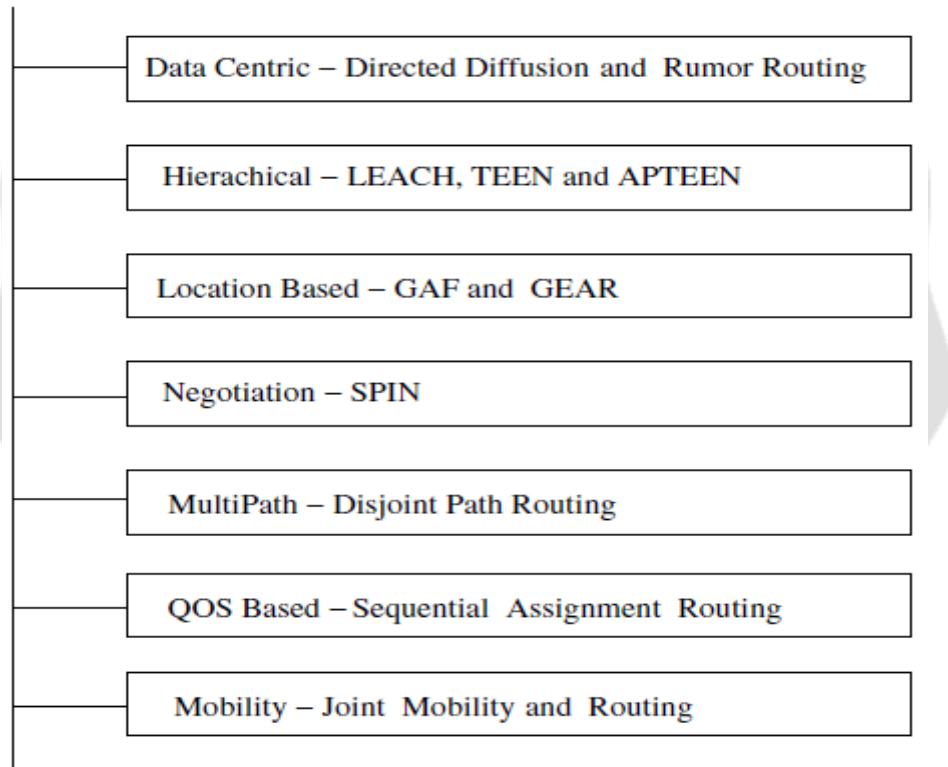 Data Centric – Directed Diffusion and Rumor Routing
Hierachical – LEACH, TEEN and APTEEN
Location Based – GAF and GEAR
Negotiation – SPIN
MultiPath – Disjoint Path Routing
QOS Based – Sequential Assignment Routing
Mobility – Joint Mobility and Routing